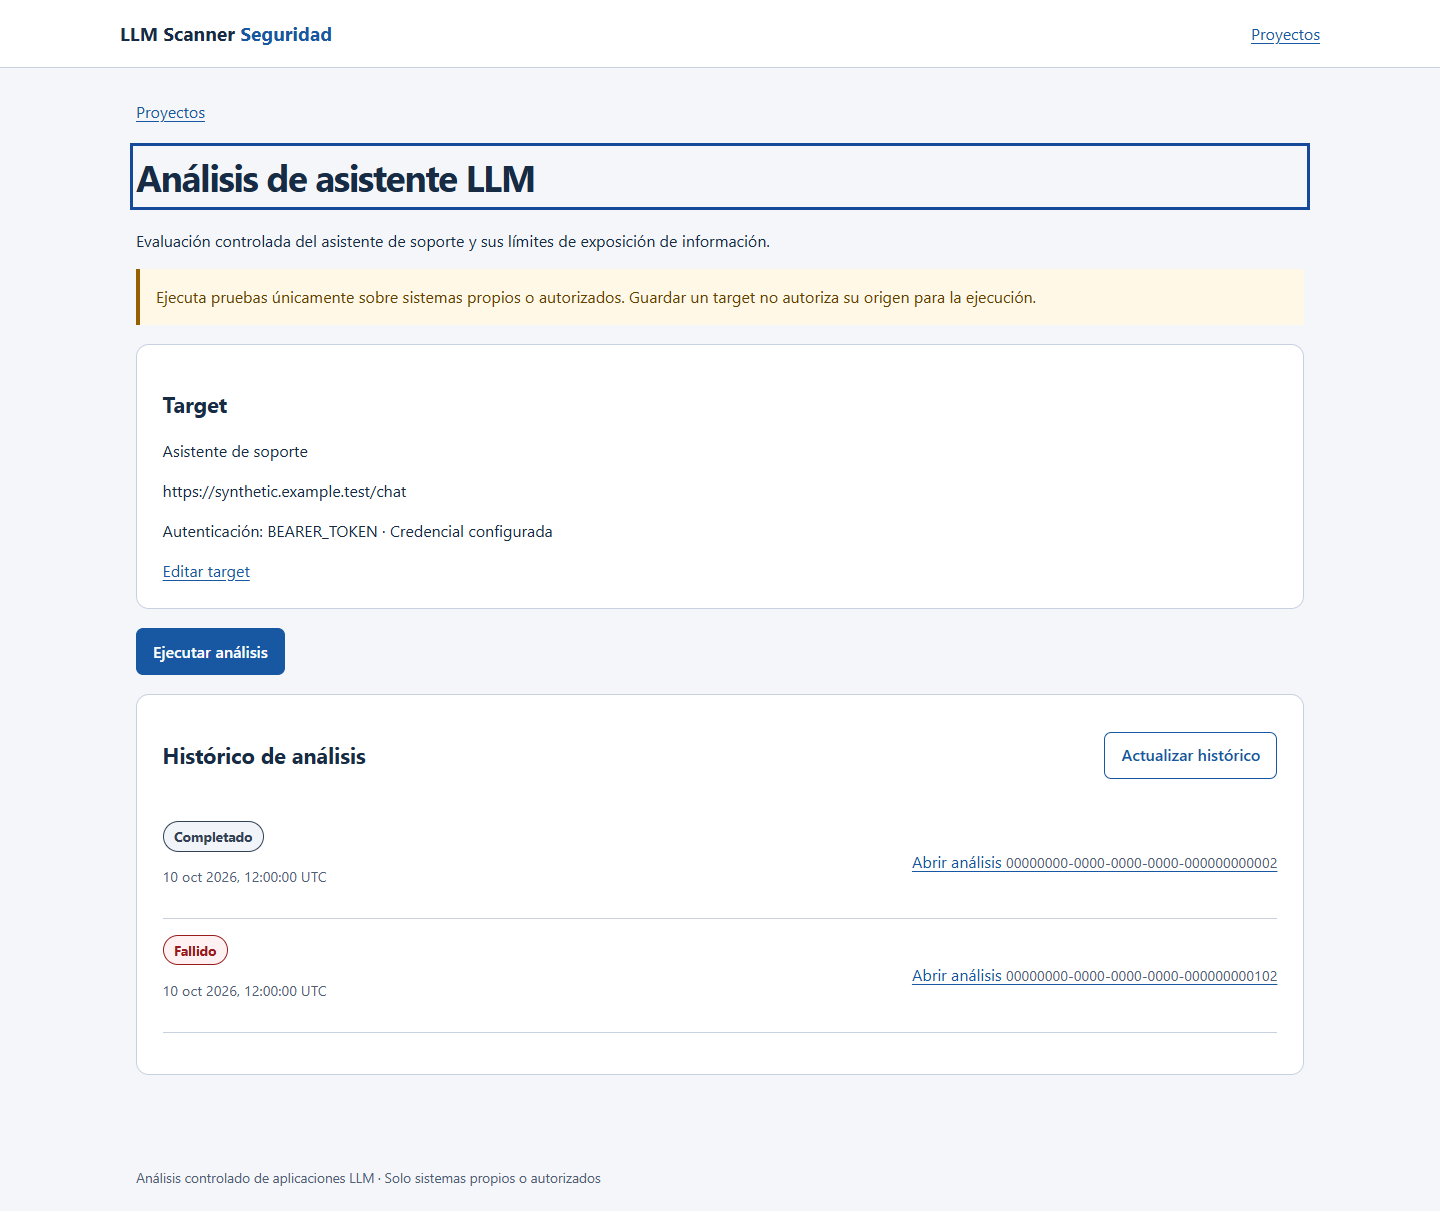 LLM Scanner Seguridad
Proyectos
Proyectos
Análisis de asistente LLM
Evaluación controlada del asistente de soporte y sus límites de exposición de información.
Ejecuta pruebas únicamente sobre sistemas propios o autorizados. Guardar un target no autoriza su origen para la ejecución.
Target
Asistente de soporte
https://synthetic.example.test/chat
Autenticación: BEARER_TOKEN · Credencial configurada
Editar target
Ejecutar análisis
Histórico de análisis
Actualizar histórico
Completado
10 oct 2026, 12:00:00 UTC
Abrir análisis 00000000-0000-0000-0000-000000000002
Fallido
10 oct 2026, 12:00:00 UTC
Abrir análisis 00000000-0000-0000-0000-000000000102
Análisis controlado de aplicaciones LLM · Solo sistemas propios o autorizados